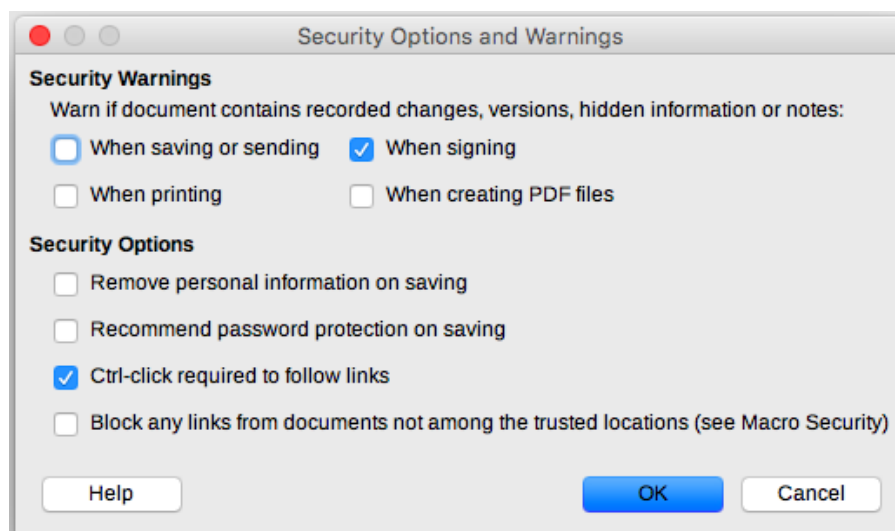 Security Options and Warnings
Security Warnings
Warn if document contains recorded changes, versions, hidden information or notes:
When saving or sending When signing
When printing When creating PDF files
Security Options
Remove personal information on saving
Recommend password protection on saving
Ctrl-click required to follow links
Block any links from documents not among the trusted locations (see Macro Security)
Help OK Cancel